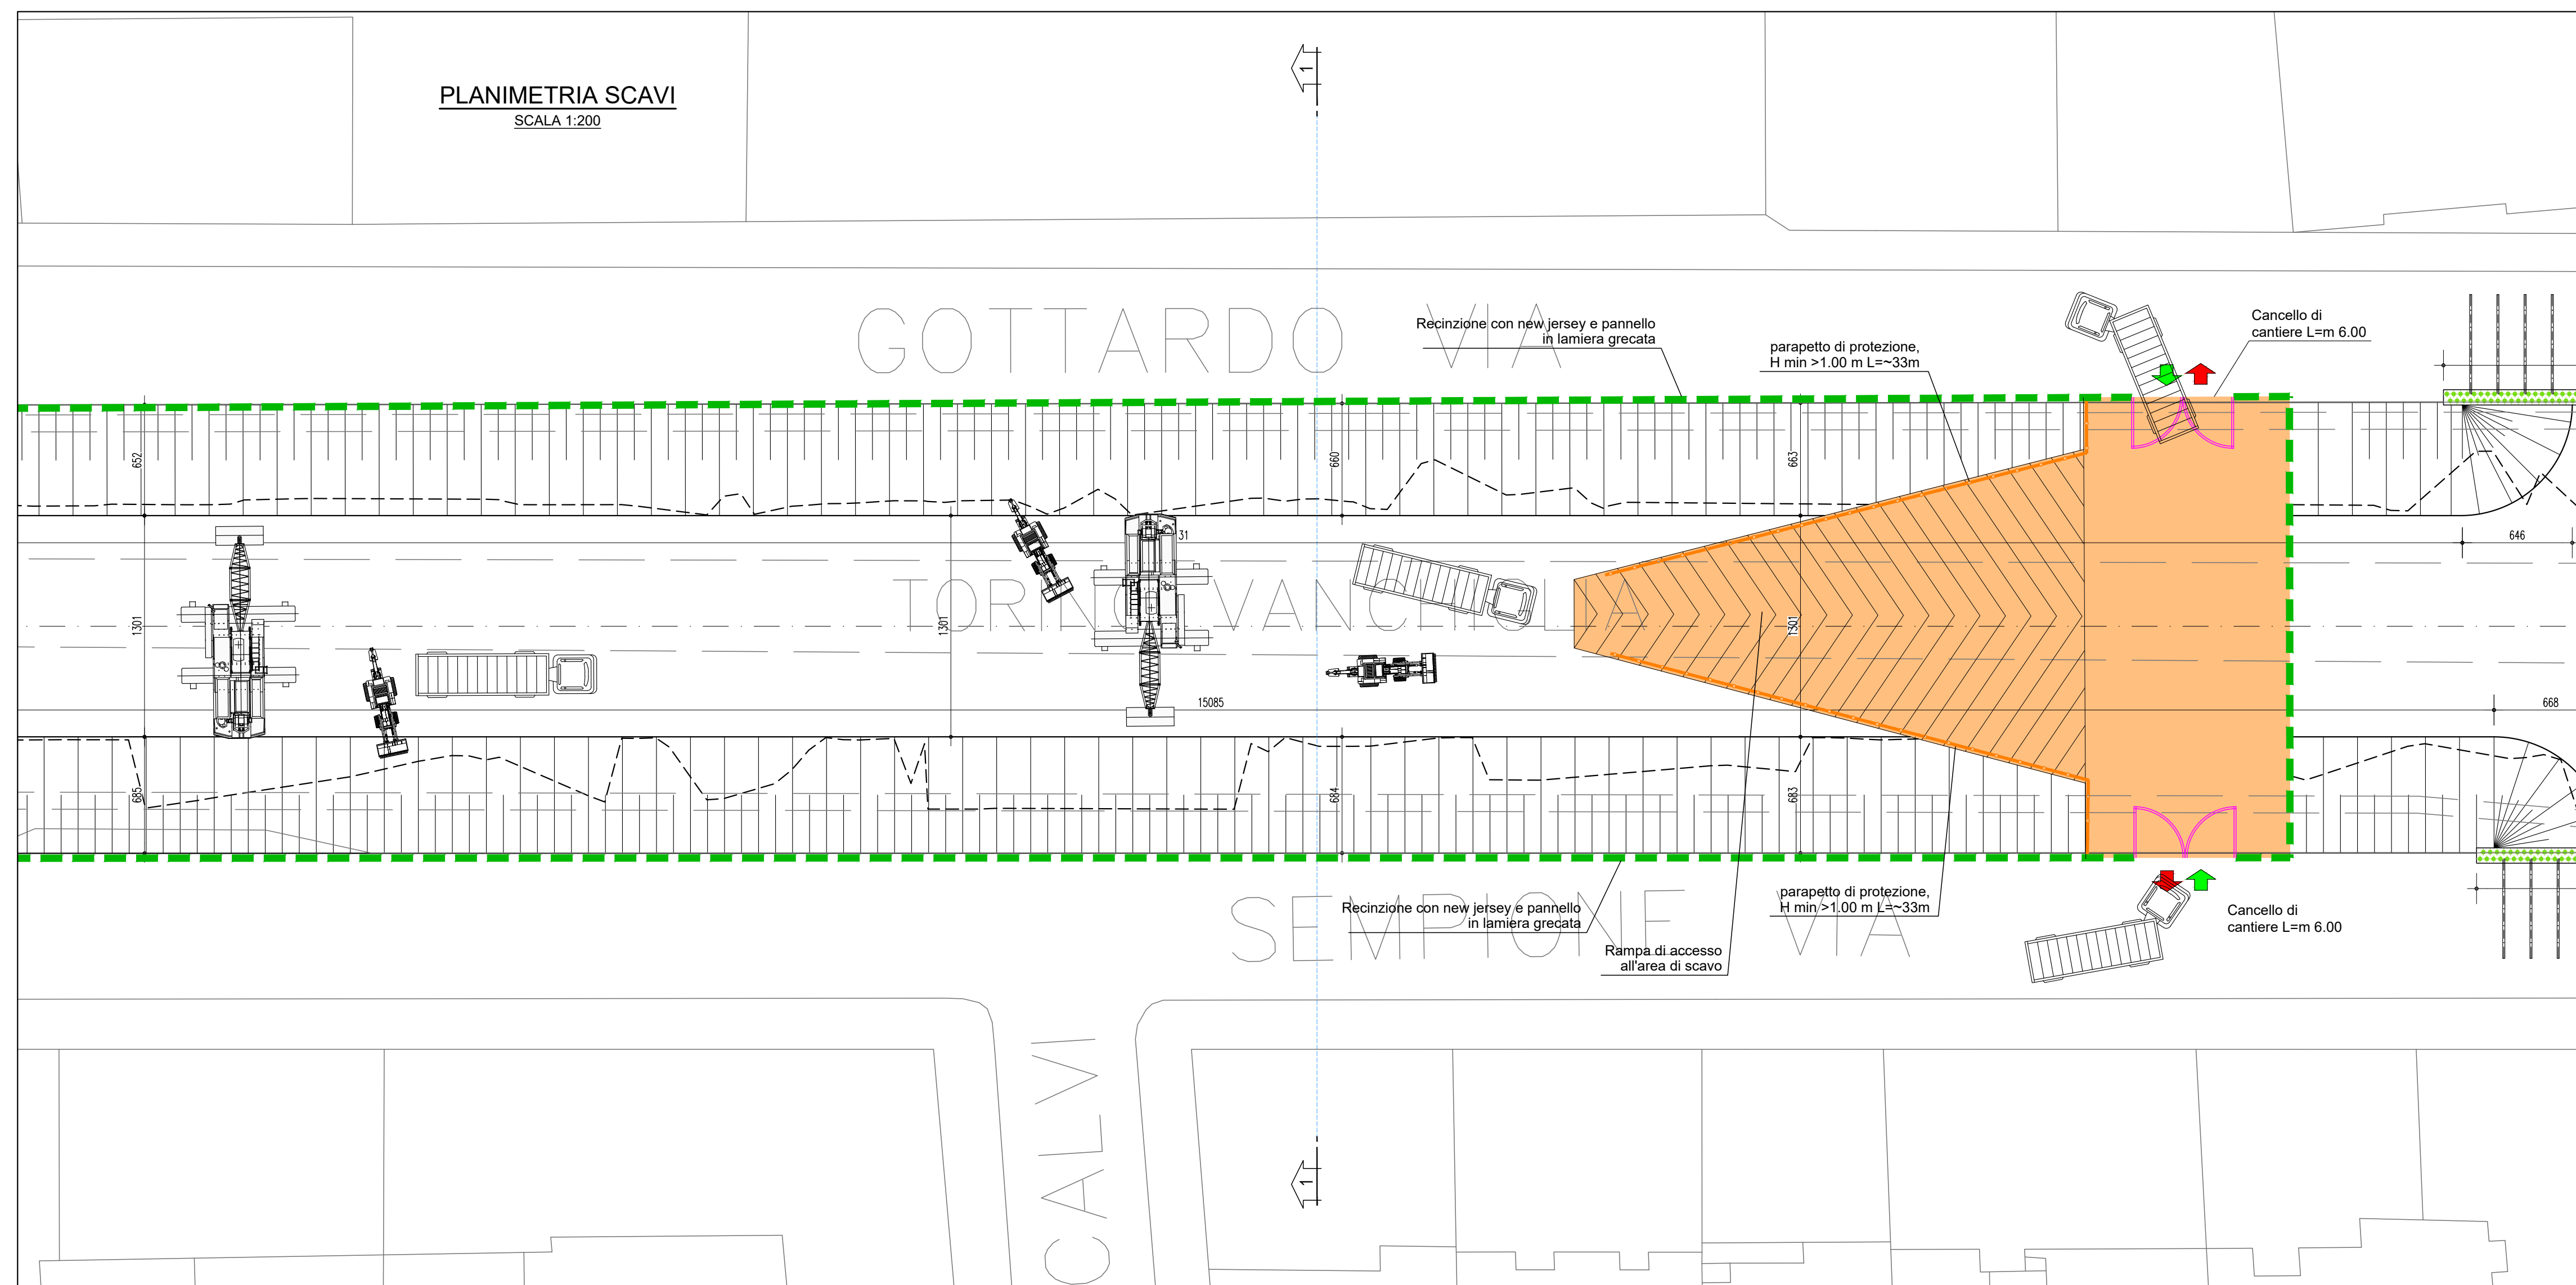 PLANIMETRIA SCAVI
SCALA 1:200
1
GOTTARDO VIA
Recinzione con new jersey e pannello
in lamiera grecata
parapetto di protezione,
H min >1.00 m L=~33m
Cancello di
cantiere L=m 6.00
652
660
663
31
646
TORINO VANCHIGLIA
1301
1301
1301
15085
668
685
684
683
SEMPIONE VIA
Recinzione con new jersey e pannello
in lamiera grecata
parapetto di protezione,
H min >1.00 m L=~33m
Cancello di
cantiere L=m 6.00
Rampa di accesso
all'area di scavo
CALVI
1